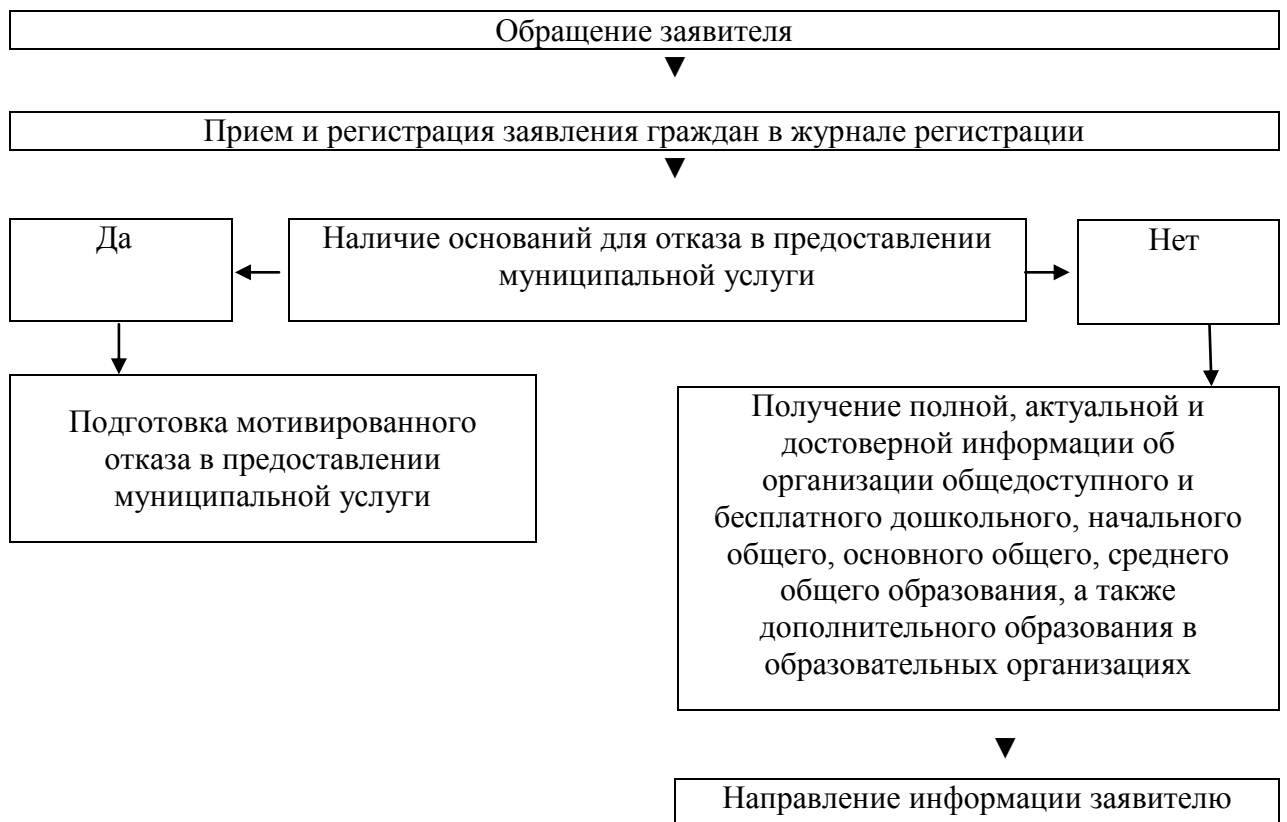 Обращение заявителя
Прием и регистрация заявления граждан в журнале регистрации
Да
Наличие оснований для отказа в предоставлении
муниципальной услуги
Нет
Подготовка мотивированного
отказа в предоставлении
муниципальной услуги
Получение полной, актуальной и
достоверной информации об
организации общедоступного и
бесплатного дошкольного, начального
общего, основного общего, среднего
общего образования, а также
дополнительного образования в
образовательных организациях
Направление информации заявителю